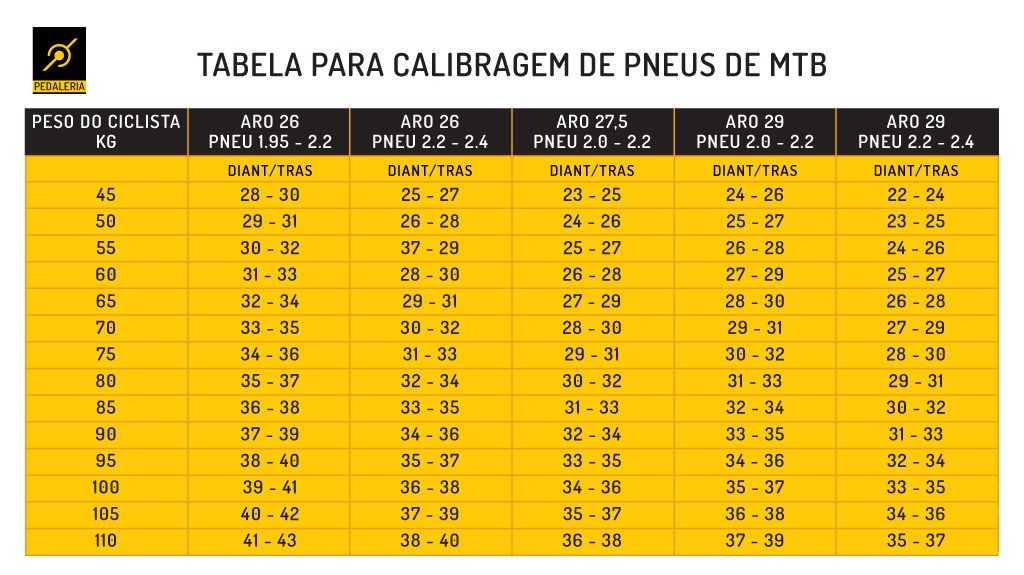 PEDALERIA
TABELA PARA CALIBRAGEM DE PNEUS DE MTB
PESO DO CICLISTA KG ARO 26 PNEU 1.95 - 2.2 ARO 26 PNEU 2.2 - 2.4 ARO 27,5 PNEU 2.0 - 2.2 ARO 29 PNEU 2.0 - 2.2 ARO 29 PNEU 2.2 - 2.4
DIANT/TRAS DIANT/TRAS DIANT/TRAS DIANT/TRAS DIANT/TRAS
45 28 - 30 25 - 27 23 - 25 24 - 26 22 - 24
50 29 - 31 26 - 28 24 - 26 25 - 27 23 - 25
55 30 - 32 37 - 29 25 - 27 26 - 28 24 - 26
60 31 - 33 28 - 30 26 - 28 27 - 29 25 - 27
65 32 - 34 29 - 31 27 - 29 28 - 30 26 - 28
70 33 - 35 30 - 32 28 - 30 29 - 31 27 - 29
75 34 - 36 31 - 33 29 - 31 30 - 32 28 - 30
80 35 - 37 32 - 34 30 - 32 31 - 33 29 - 31
85 36 - 38 33 - 35 31 - 33 32 - 34 30 - 32
90 37 - 39 34 - 36 32 - 34 33 - 35 31 - 33
95 38 - 40 35 - 37 33 - 35 34 - 36 32 - 34
100 39 - 41 36 - 38 34 - 36 35 - 37 33 - 35
105 40 - 42 37 - 39 35 - 37 36 - 38 34 - 36
110 41 - 43 38 - 40 36 - 38 37 - 39 35 - 37